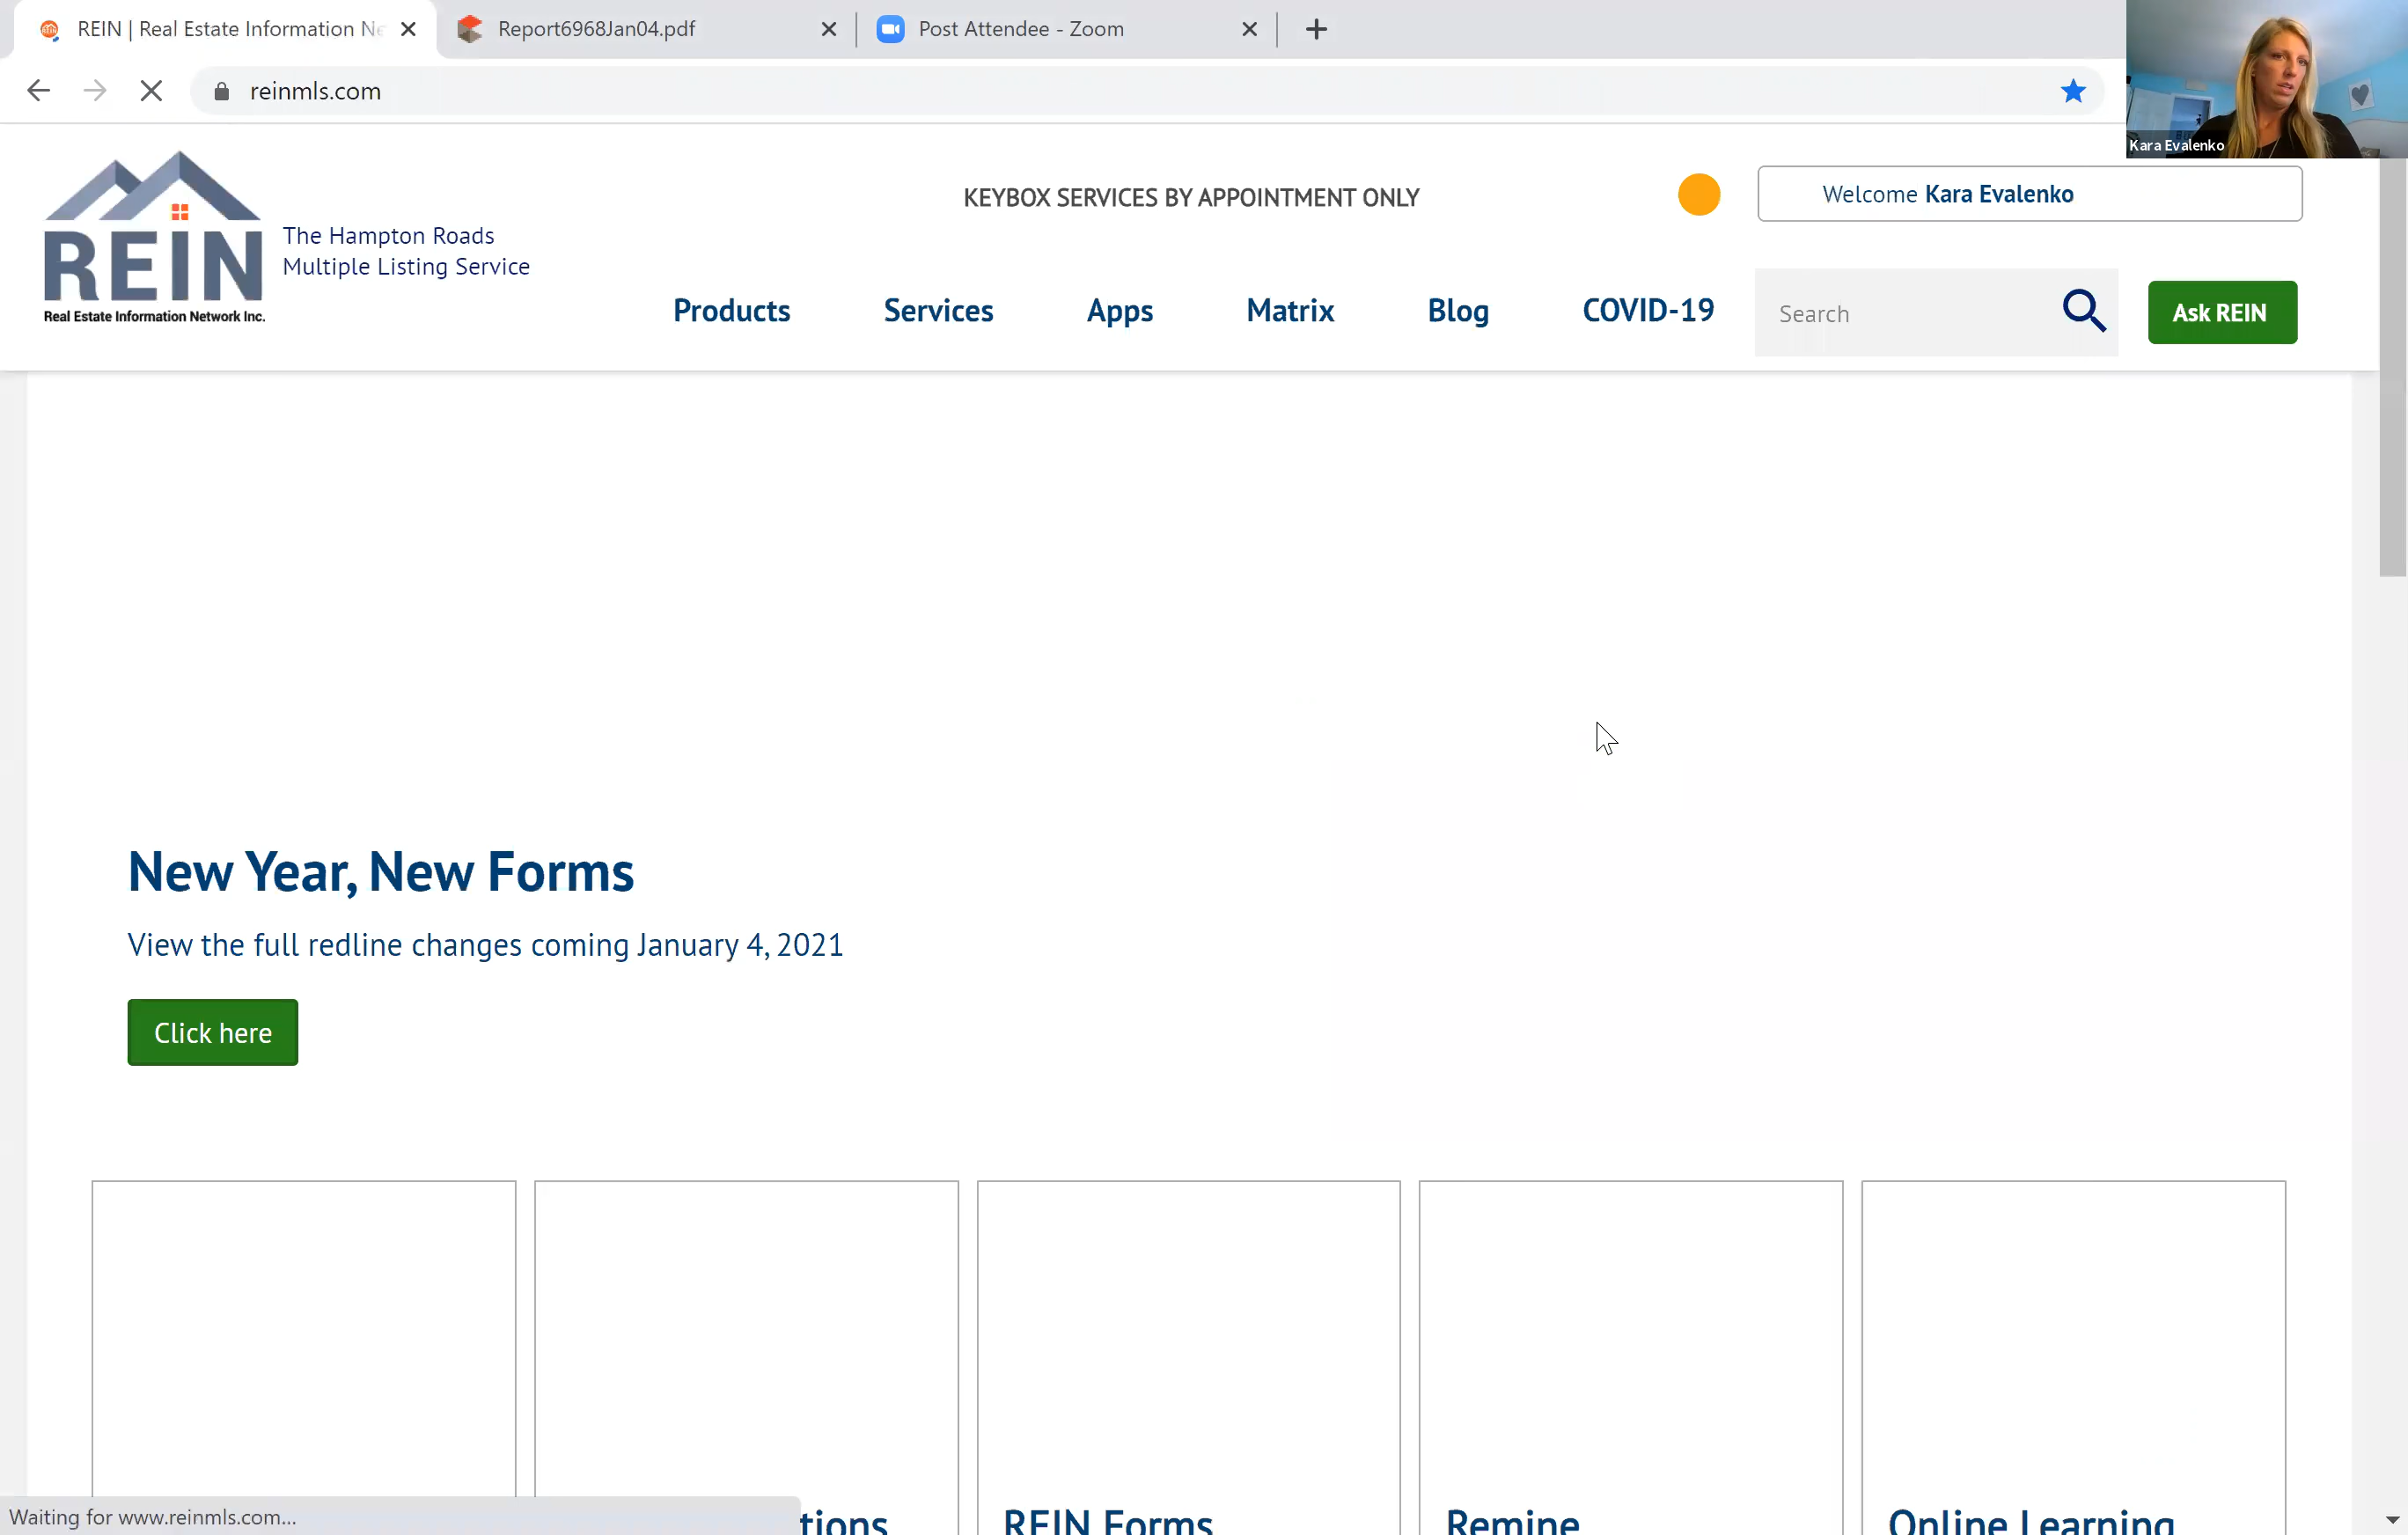 REIN | Real Estate Information Ne
Report6968Jan04.pdf
Post Attendee - Zoom
reinmls.com
Kara Evalenko
REIN
Real Estate Information Network Inc.
The Hampton Roads
Multiple Listing Service
KEYBOX SERVICES BY APPOINTMENT ONLY
Welcome Kara Evalenko
Products Services Apps Matrix Blog COVID-19 Search Ask REIN
New Year, New Forms
View the full redline changes coming January 4, 2021
Click here
tions REIN Forms Remine Online Learning
Waiting for www.reinmls.com...